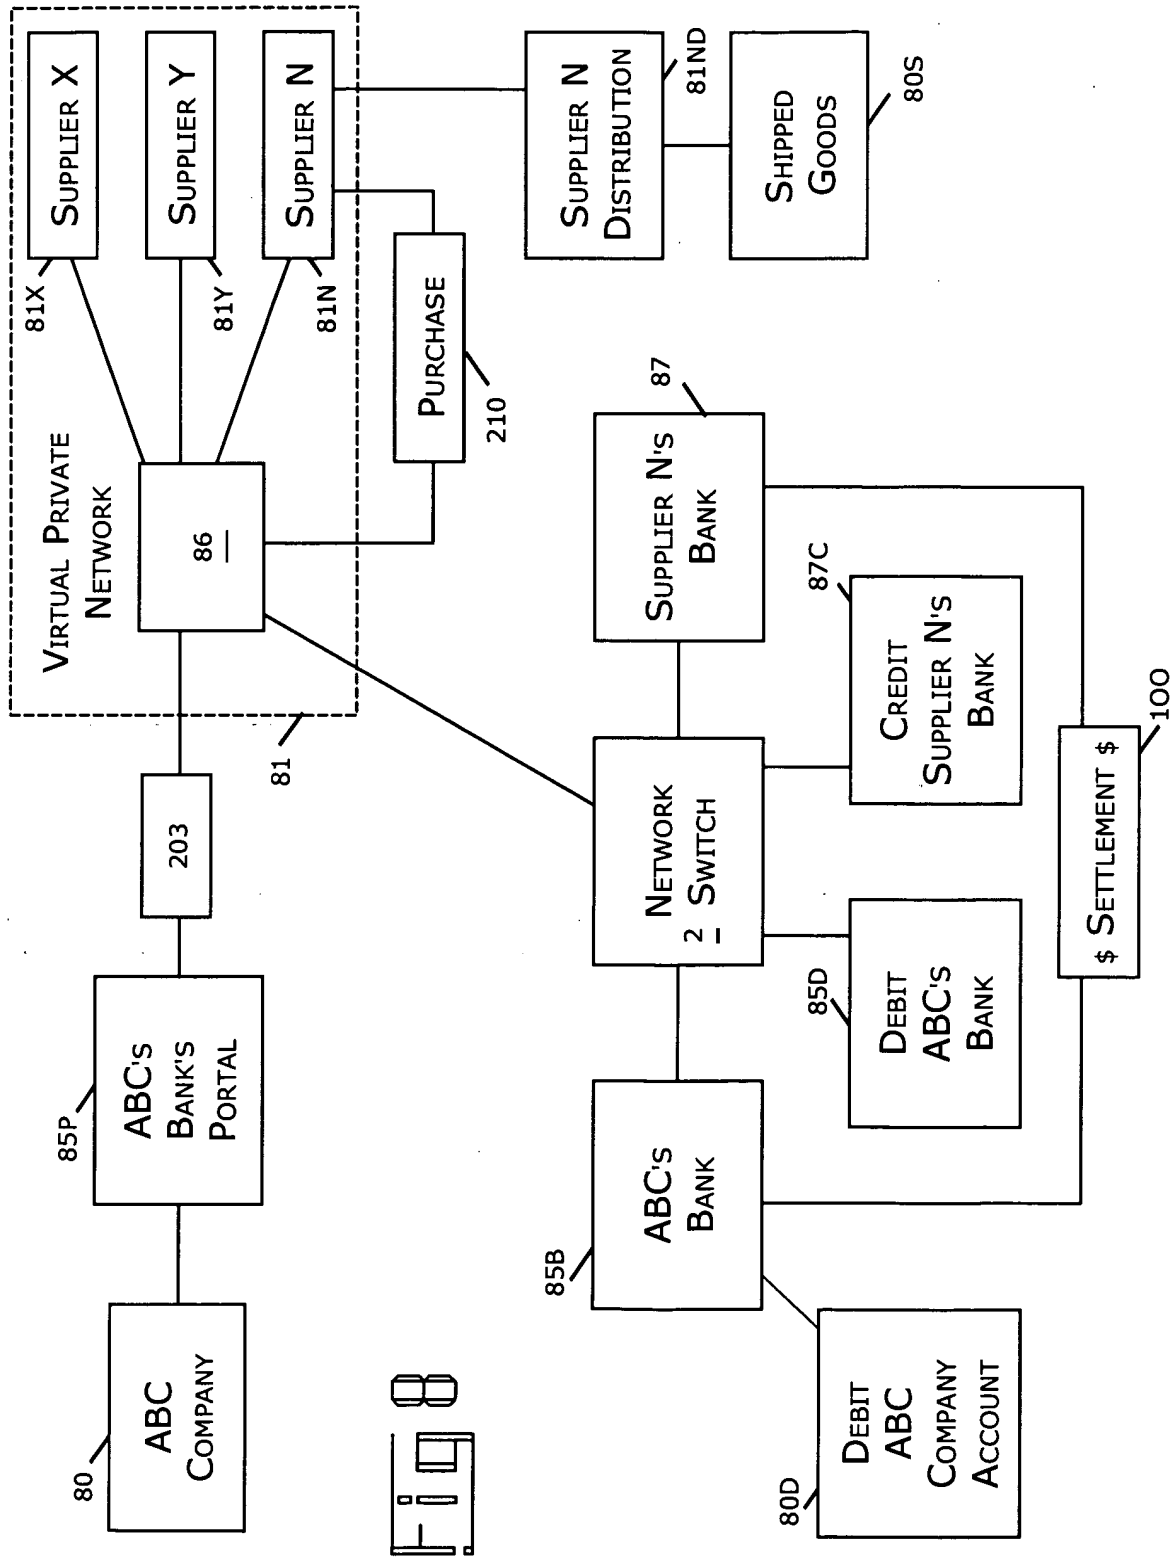 80
ABC
COMPANY
85P
ABC's
BANK'S
PORTAL
203
81
VIRTUAL PRIVATE
NETWORK
86
81X
SUPPLIER X
81Y
SUPPLIER Y
81N
SUPPLIER N
PURCHASE
210
SUPPLIER N
DISTRIBUTION
81ND
SHIPPED
GOODS
80S
Fig 8
85B
ABC's
BANK
NETWORK
2 SWITCH
87
SUPPLIER N's
BANK
80D
DEBIT
ABC
COMPANY
ACCOUNT
85D
DEBIT
ABC's
BANK
87C
CREDIT
SUPPLIER N's
BANK
$ SETTLEMENT $
100